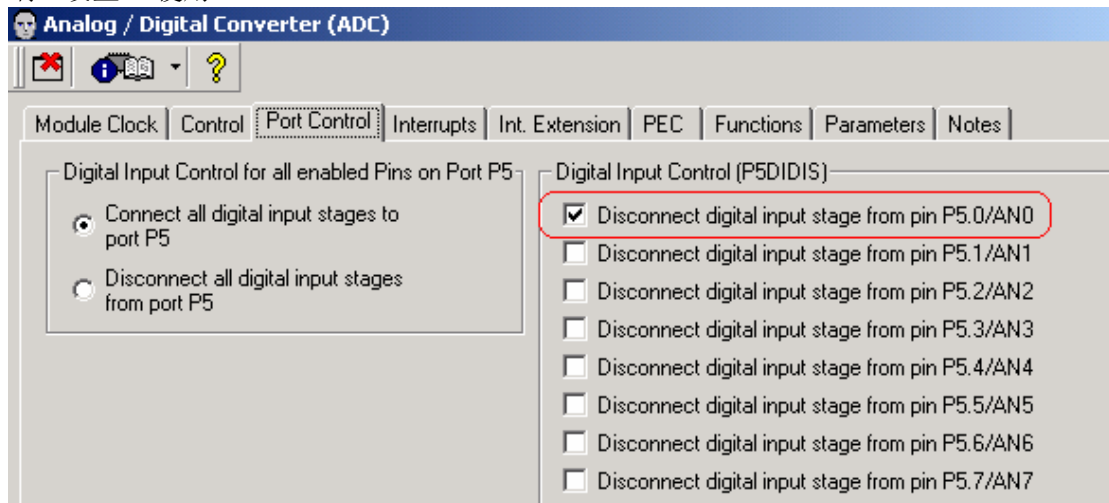 Analog / Digital Converter (ADC)
Module Clock Control Port Control Interrupts Int. Extension PEC Functions Parameters Notes
Digital Input Control for all enabled Pins on Port P5
Connect all digital input stages to
port P5
Disconnect all digital input stages
from port P5
Digital Input Control (P5DIDIS)
Disconnect digital input stage from pin P5.0/AN0
Disconnect digital input stage from pin P5.1/AN1
Disconnect digital input stage from pin P5.2/AN2
Disconnect digital input stage from pin P5.3/AN3
Disconnect digital input stage from pin P5.4/AN4
Disconnect digital input stage from pin P5.5/AN5
Disconnect digital input stage from pin P5.6/AN6
Disconnect digital input stage from pin P5.7/AN7